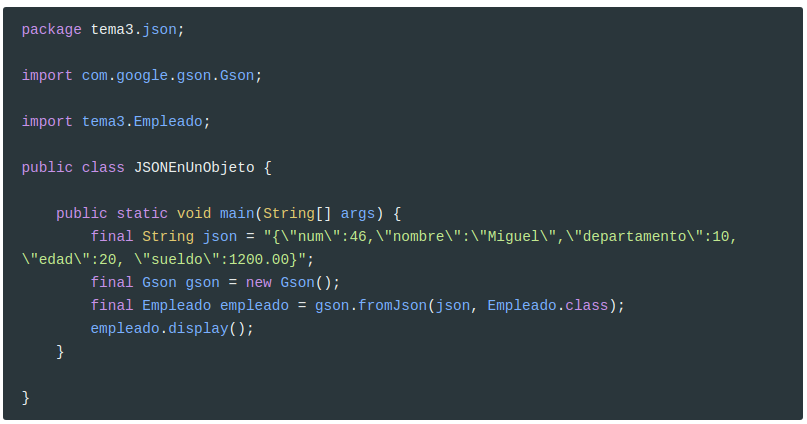 package tema3.json;
import com.google.gson.Gson;
import tema3.Empleado;
public class JSONEnUnObjeto {
public static void main(String[] args) {
final String json = "{\"num\":46,\"nombre\":\"Miguel\",\"departamento\":10,
\"edad\":20, \"sueldo\":1200.00}";
final Gson gson = new Gson();
final Empleado empleado = gson.fromJson(json, Empleado.class);
empleado.display();
}
}